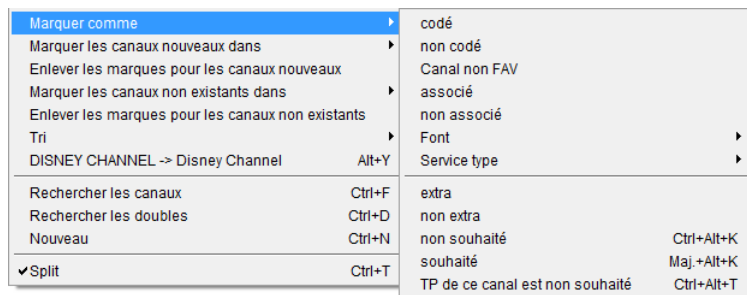 Marquer comme
Marquer les canaux nouveaux dans
Enlever les marques pour les canaux nouveaux
Marquer les canaux non existants dans
Enlever les marques pour les canaux non existants
Tri
DISNEY CHANNEL -> Disney Channel Alt+Y
Rechercher les canaux Ctrl+F
Rechercher les doubles Ctrl+D
Nouveau Ctrl+N
Split Ctrl+T
codé
non codé
Canal non FAV
associé
non associé
Font
Service type
extra
non extra
non souhaité Ctrl+Alt+K
souhaité Maj.+Alt+K
TP de ce canal est non souhaité Ctrl+Alt+T